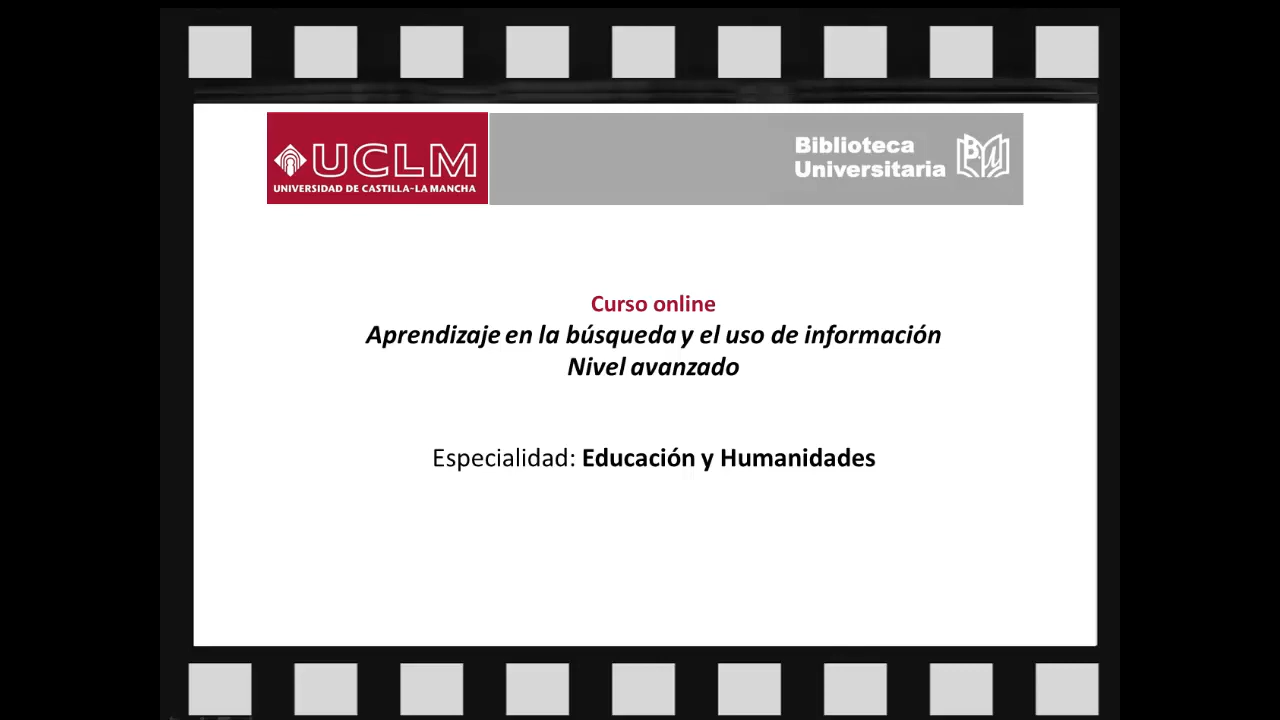 UCLM
UNIVERSIDAD DE CASTILLA-LA MANCHA
Biblioteca
Universitaria
Curso online
Aprendizaje en la búsqueda y el uso de información
Nivel avanzado
Especialidad: Educación y Humanidades